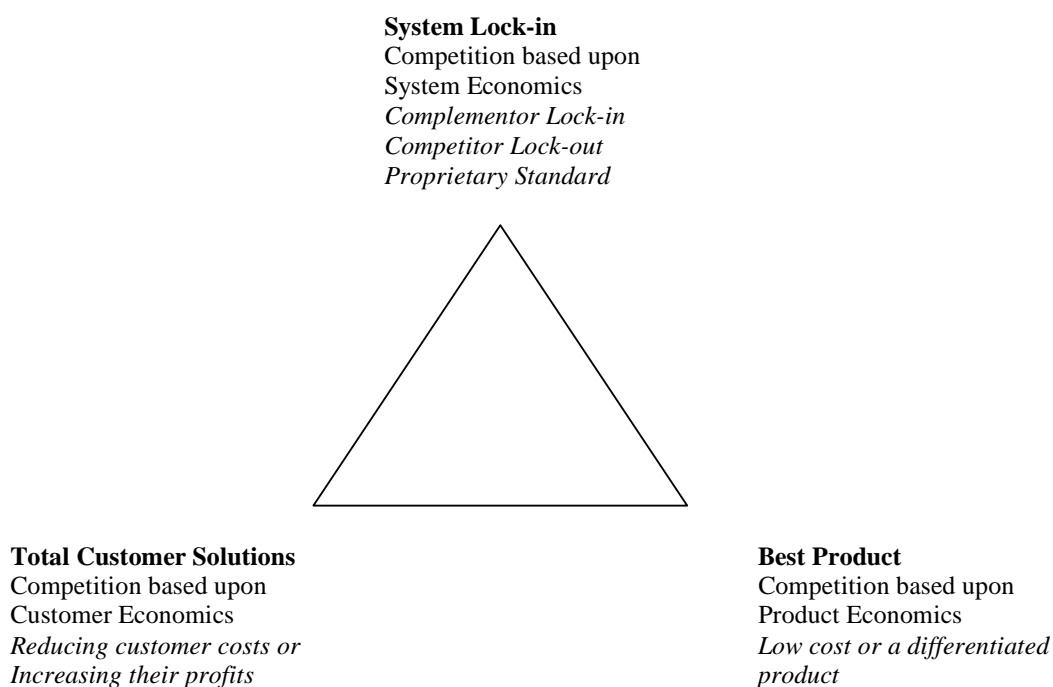 System Lock-in
Competition based upon
System Economics
Complementor Lock-in
Competitor Lock-out
Proprietary Standard
Total Customer Solutions
Competition based upon
Customer Economics
Reducing customer costs or
Increasing their profits
Best Product
Competition based upon
Product Economics
Low cost or a differentiated
product